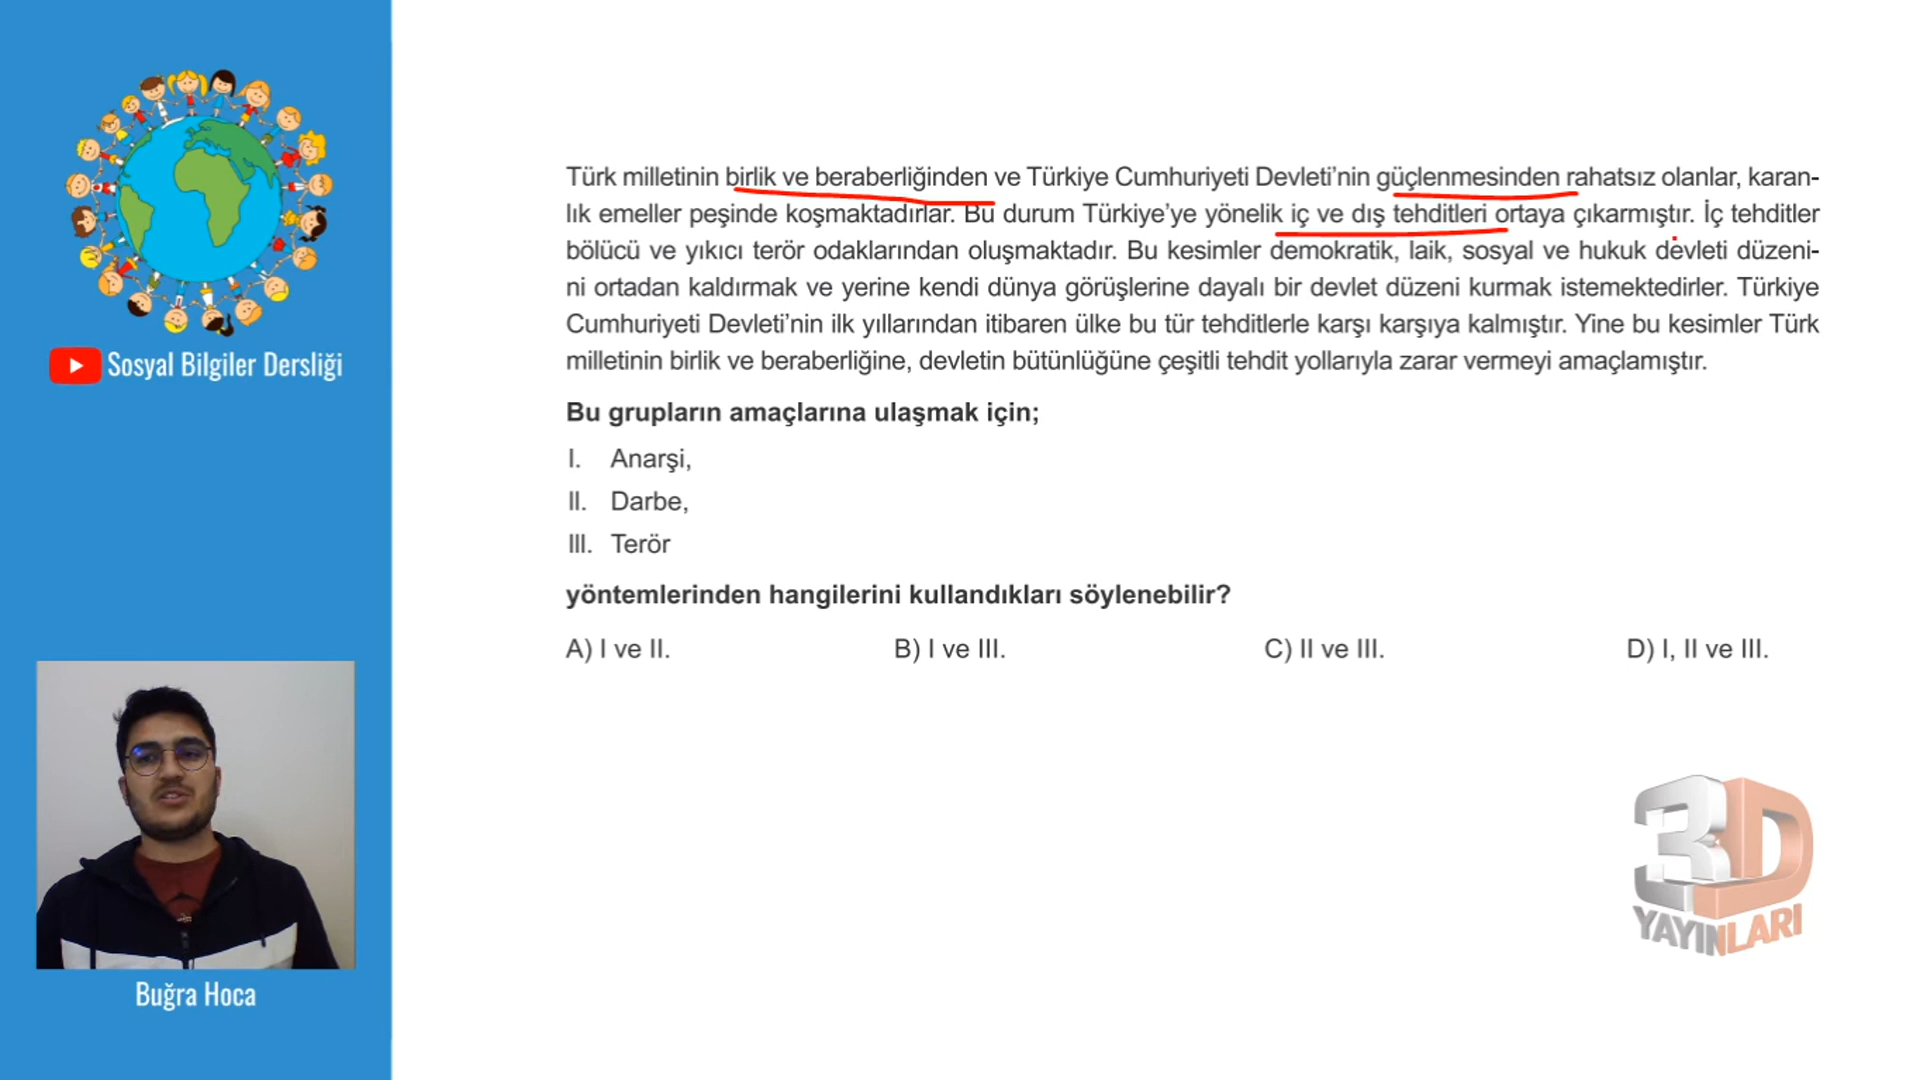 Türk milletinin birlik ve beraberliğinden ve Türkiye Cumhuriyeti Devleti’nin güçlenmesinden rahatsız olanlar, karan-
lık emeller peşinde koşmaktadırlar. Bu durum Türkiye’ye yönelik iç ve dış tehditleri ortaya çıkarmıştır. İç tehditler
bölücü ve yıkıcı terör odaklarından oluşmaktadır. Bu kesimler demokratik, laik, sosyal ve hukuk devleti düzeni-
ni ortadan kaldırmak ve yerine kendi dünya görüşlerine dayalı bir devlet düzeni kurmak istemektedirler. Türkiye
Cumhuriyeti Devleti’nin ilk yıllarından itibaren ülke bu tür tehditlerle karşı karşıya kalmıştır. Yine bu kesimler Türk
milletinin birlik ve beraberliğine, devletin bütünlüğüne çeşitli tehdit yollarıyla zarar vermeyi amaçlamıştır.
Bu grupların amaçlarına ulaşmak için;
I. Anarşi,
II. Darbe,
III. Terör
yöntemlerinden hangilerini kullandıkları söylenebilir?
A) I ve II.
B) I ve III.
C) II ve III.
D) I, II ve III.
Sosyal Bilgiler Dersliği
Buğra Hoca
3D
YAYINLARI